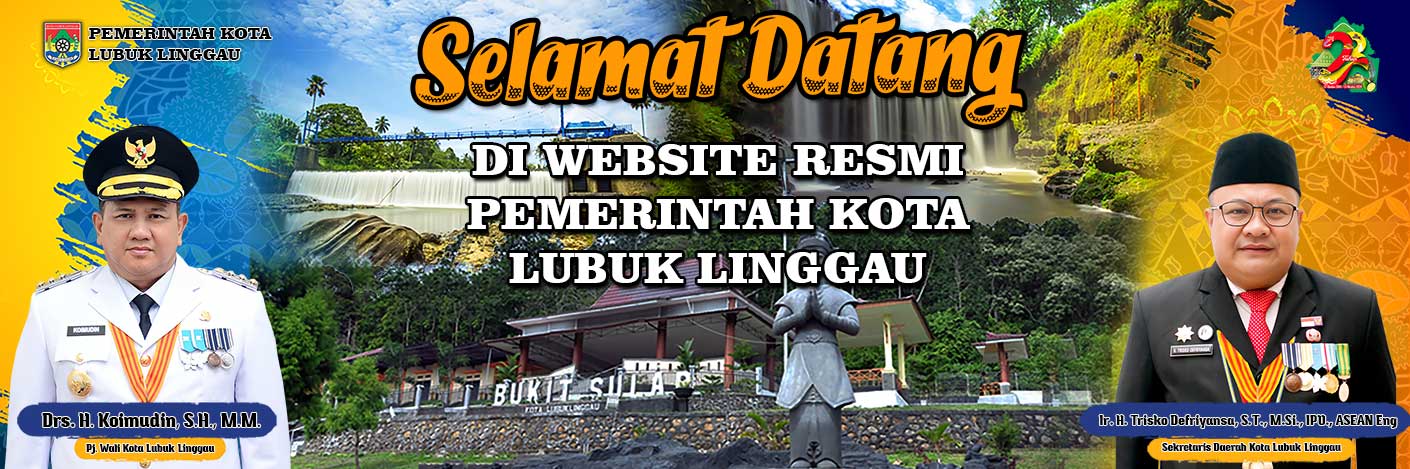 PEMERINTAH KOTA
LUBUK LINGGAU
Selamat Datang
DI WEBSITE RESMI
PEMERINTAH KOTA
LUBUK LINGGAU
KOIMUDIN
BUKIT SULAP
KOTA LUBUKLINGGAU
Drs. H. Koimudin, S.H., M.M.
Pj. Wali Kota Lubuk Linggau
Ir. H. Trisko Defriyansa, S.T., M.Si., IPU., ASEAN Eng
Sekretaris Daerah Kota Lubuk Linggau